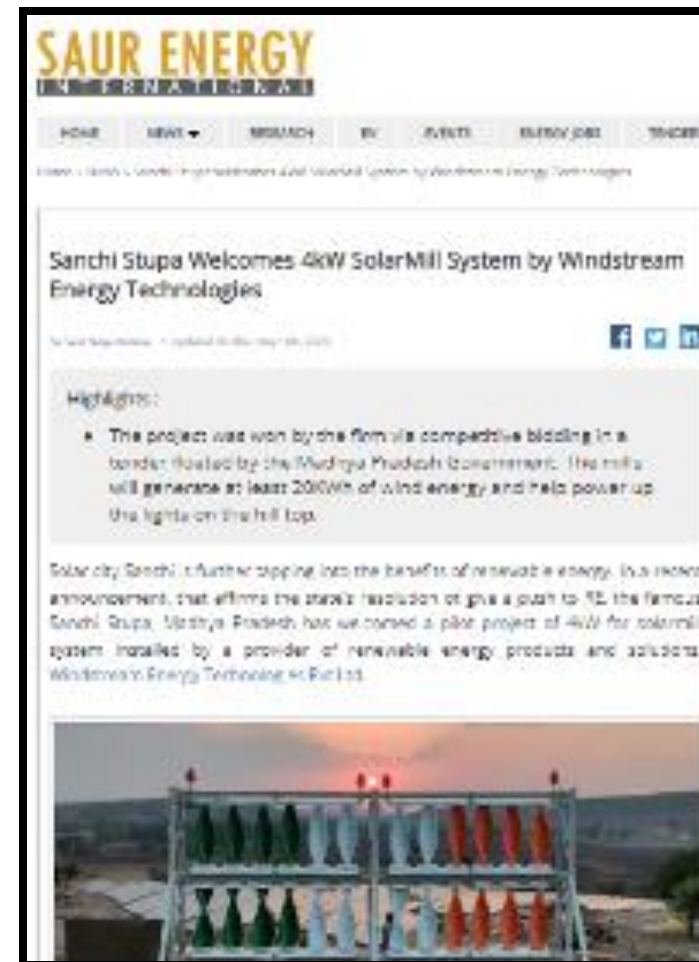 SAUR ENERGY
INTERNATIONAL
HOME NEWS RESEARCH EV EVENTS ENERGY JOBS TENDER
Sanchi Stupa Welcomes 4kW SolarMill System by Windstream
Energy Technologies
Highlights :
The project was won by the firm via competitive bidding in a
tender floated by the Madhya Pradesh Government. The mills
will generate at least 20KWh of wind energy and help power up
the lights on the hill top.
Solar city Sanchi is further tapping into the benefits of renewable energy. In a recent
announcement, that affirms the state's resolution of give a push to RE, the famous
Sanchi Stupa, Madhya Pradesh has welcomed a pilot project of 4kW for solarmill
system installed by a provider of renewable energy products and solutions
Windstream Energy Technologies Pvt Ltd.